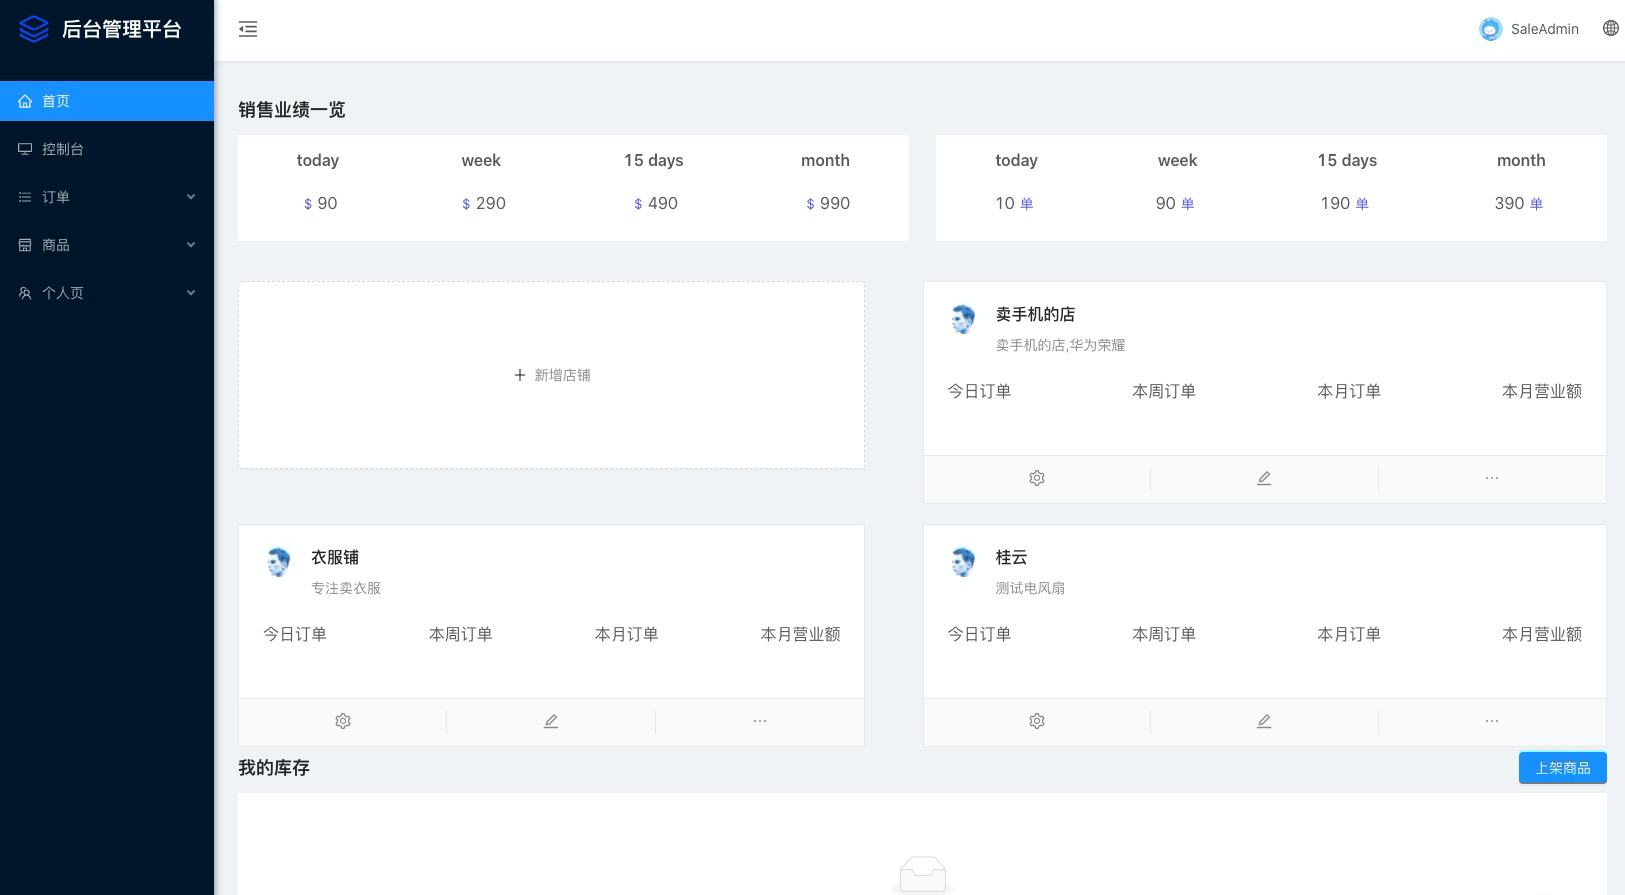 后台管理平台
SaleAdmin
首页
控制台
订单
商品
个人页
销售业绩一览
today week 15 days month
$ 90 $ 290 $ 490 $ 990
today week 15 days month
10 单 90 单 190 单 390 单
新增店铺
卖手机的店
卖手机的店,华为荣耀
今日订单 本周订单 本月订单 本月营业额
衣服铺
专注卖衣服
今日订单 本周订单 本月订单 本月营业额
桂云
测试电风扇
今日订单 本周订单 本月订单 本月营业额
我的库存
上架商品